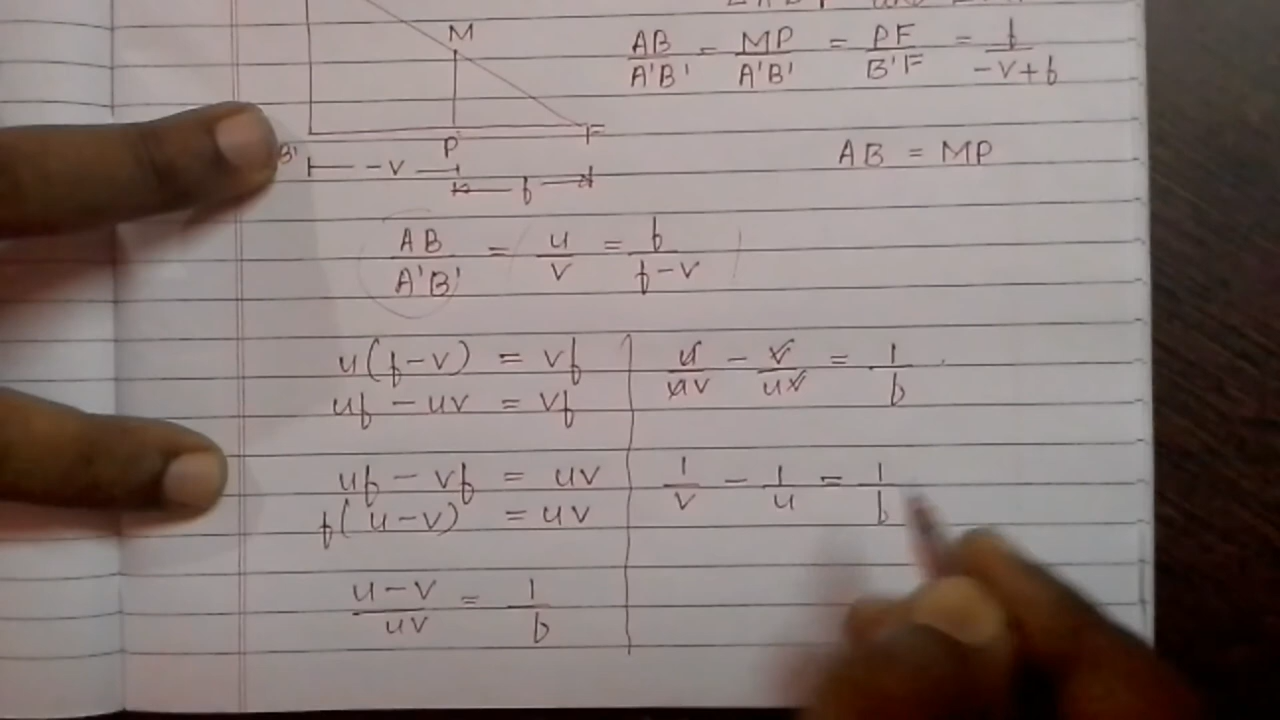 M
AB/A'B' = MP/A'B' = PF/B'F = f/-v+f
B' P F
-v
f
AB = MP
AB/A'B' = u/v = f/f-v
u(f-v) = vf
uf - uv = vf
uf - vf = uv
f(u-v) = uv
u-v/uv = 1/f
u/uv - v/uv = 1/f
1/v - 1/u = 1/f